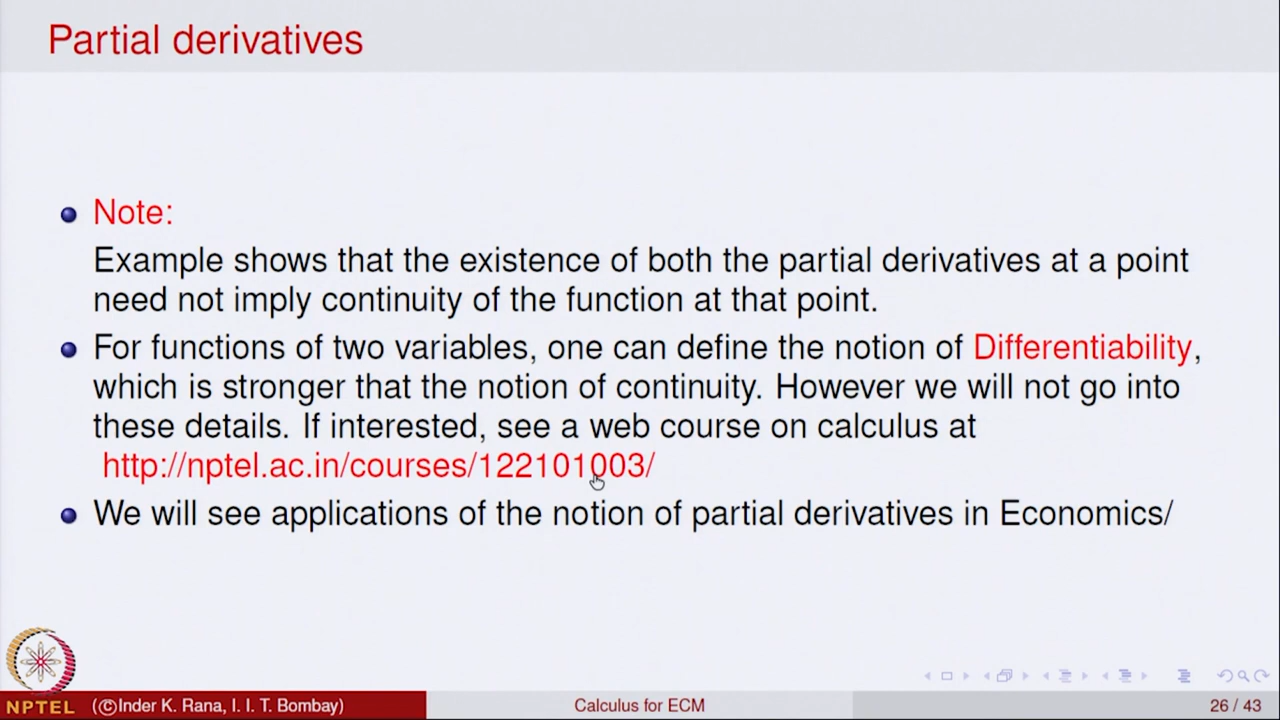 Partial derivatives
Note:
Example shows that the existence of both the partial derivatives at a point
need not imply continuity of the function at that point.
For functions of two variables, one can define the notion of Differentiability,
which is stronger that the notion of continuity. However we will not go into
these details. If interested, see a web course on calculus at
http://nptel.ac.in/courses/122101003/
We will see applications of the notion of partial derivatives in Economics/
NPTEL (©Inder K. Rana, I. I. T. Bombay) Calculus for ECM 26 / 43